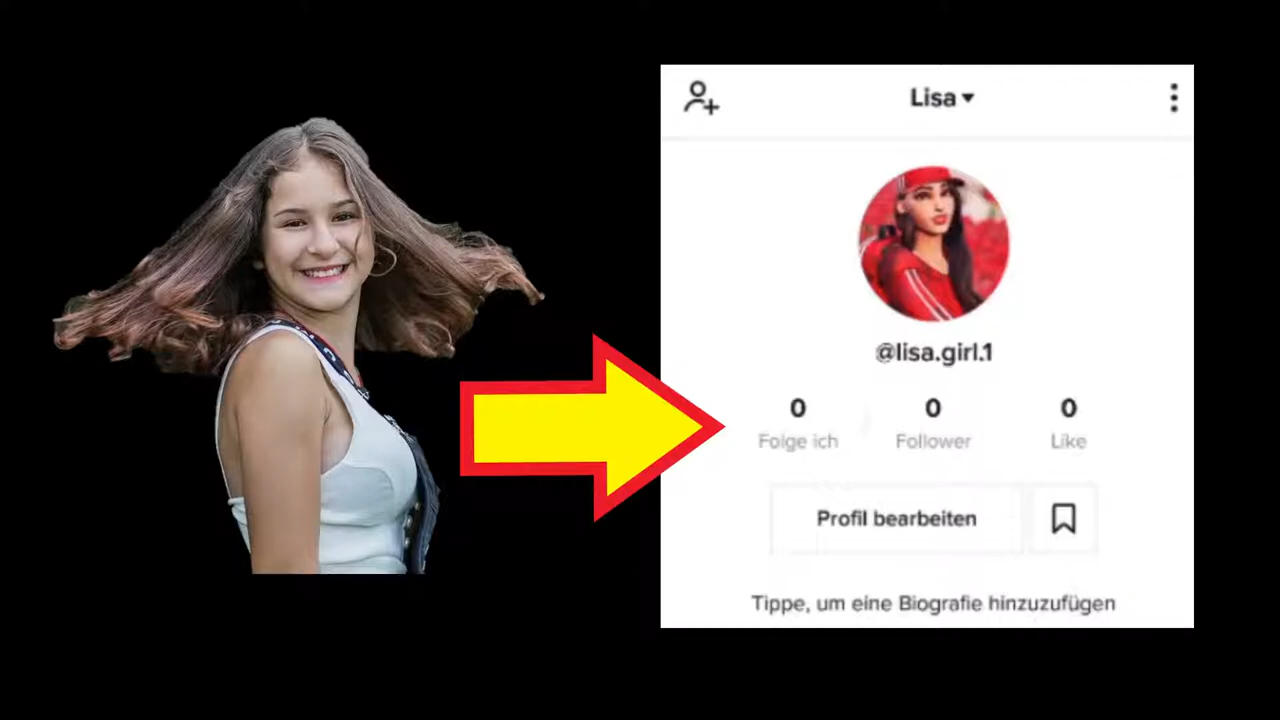 Lisa
@lisa.girl.1
0 0 0
Folge ich Follower Like
Profil bearbeiten
Tippe, um eine Biografie hinzuzufügen